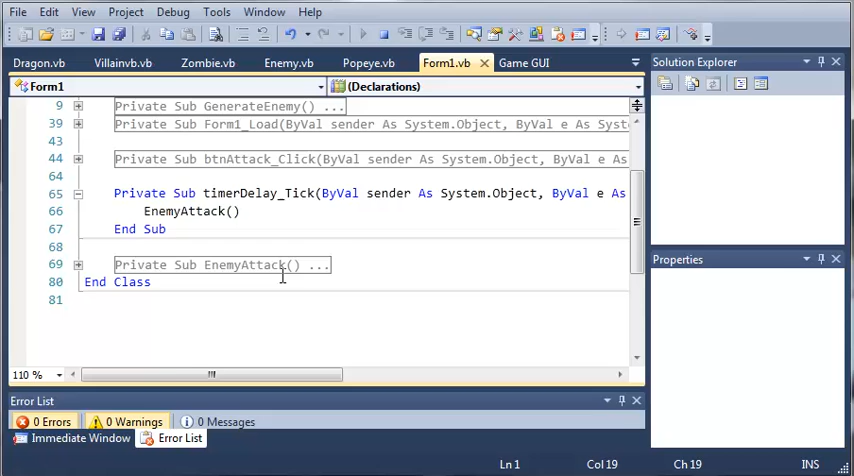 File Edit View Project Debug Tools Window Help
Dragon.vb Villainvb.vb Zombie.vb Enemy.vb Popeye.vb Form1.vb Game GUI
Form1 (Declarations)
9 Private Sub GenerateEnemy() ...
39 Private Sub Form1_Load(ByVal sender As System.Object, ByVal e As Syste
43
44 Private Sub btnAttack_Click(ByVal sender As System.Object, ByVal e As
64
65 Private Sub timerDelay_Tick(ByVal sender As System.Object, ByVal e As
66 EnemyAttack()
67 End Sub
68
69 Private Sub EnemyAttack() ...
80 End Class
81
110 %
Solution Explorer
Properties
Error List
0 Errors 0 Warnings 0 Messages
Immediate Window Error List
Ln 1 Col 19 Ch 19 INS